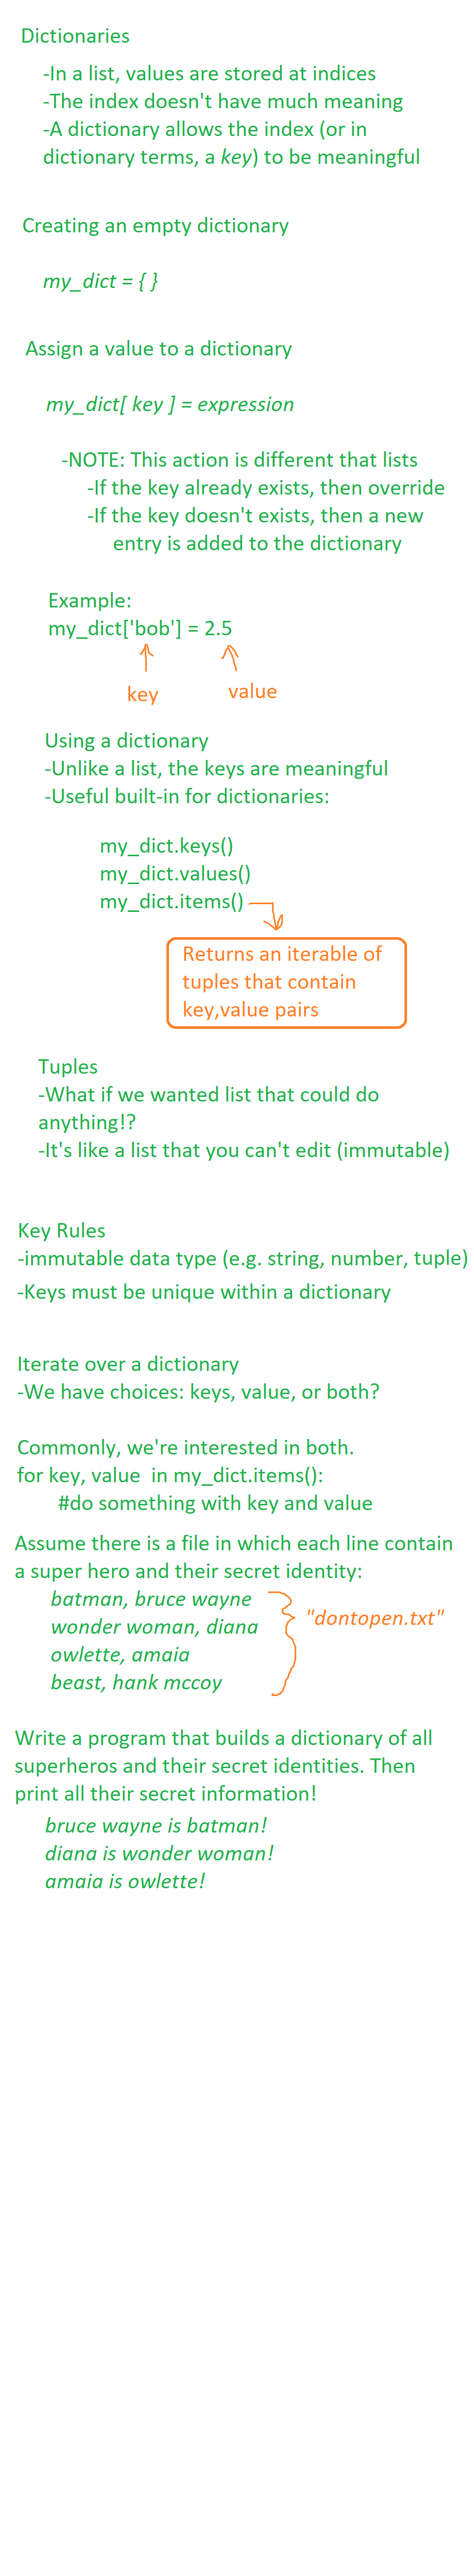 Dictionaries
-In a list, values are stored at indices
-The index doesn't have much meaning
-A dictionary allows the index (or in
dictionary terms, a key) to be meaningful
Creating an empty dictionary
my_dict = { }
Assign a value to a dictionary
my_dict[ key ] = expression
-NOTE: This action is different that lists
-If the key already exists, then override
-If the key doesn't exists, then a new
entry is added to the dictionary
Example:
my_dict['bob'] = 2.5
key value
Using a dictionary
-Unlike a list, the keys are meaningful
-Useful built-in for dictionaries:
my_dict.keys()
my_dict.values()
my_dict.items()
Returns an iterable of
tuples that contain
key,value pairs
Tuples
-What if we wanted list that could do
anything!?
-It's like a list that you can't edit (immutable)
Key Rules
-immutable data type (e.g. string, number, tuple)
-Keys must be unique within a dictionary
Iterate over a dictionary
-We have choices: keys, value, or both?
Commonly, we're interested in both.
for key, value  in my_dict.items():
#do something with key and value
Assume there is a file in which each line contain
a super hero and their secret identity:
batman, bruce wayne
wonder woman, diana
"dontopen.txt"
owlette, amaia
beast, hank mccoy
Write a program that builds a dictionary of all
superheros and their secret identities. Then
print all their secret information!
bruce wayne is batman!
diana is wonder woman!
amaia is owlette!